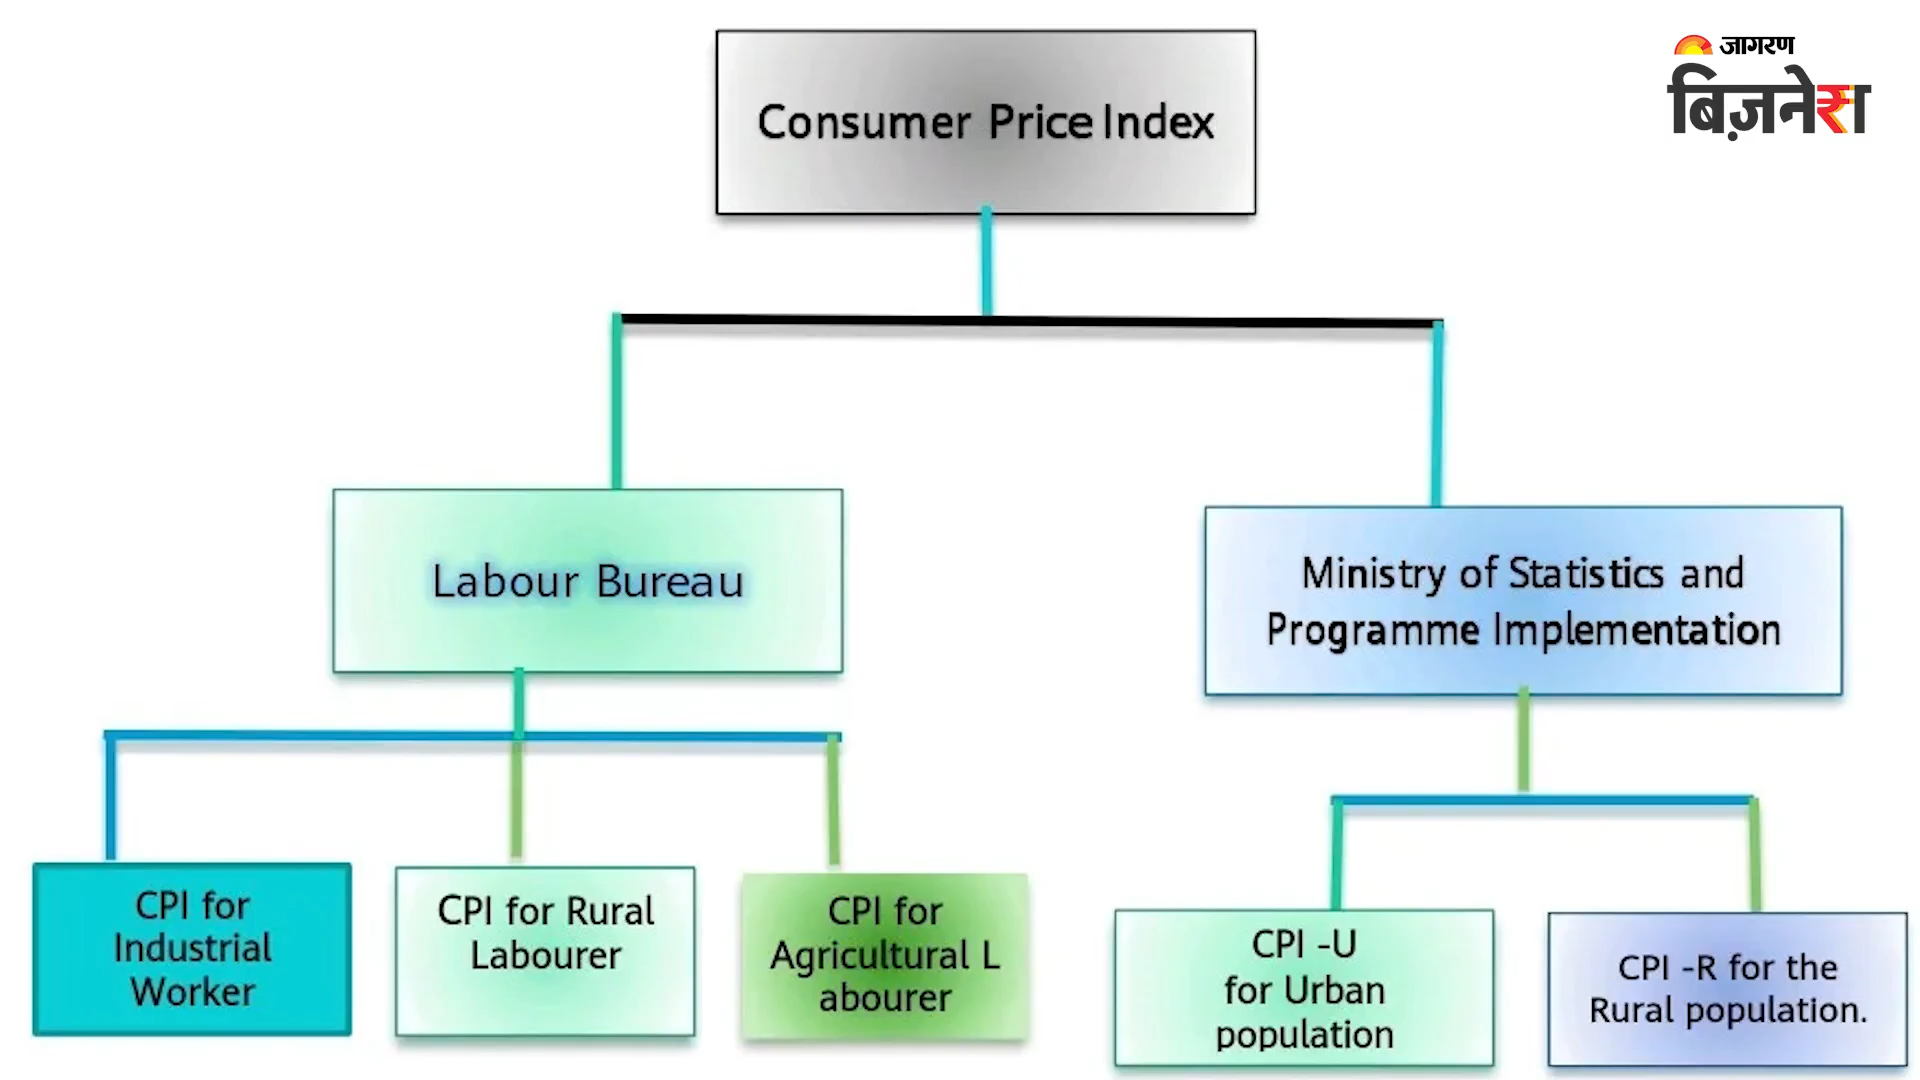 Consumer Price Index
जागरण
बिज़नेस
Labour Bureau
Ministry of Statistics and
Programme Implementation
CPI for
Industrial
Worker
CPI for Rural
Labourer
CPI for
Agricultural L
abourer
CPI -U
for Urban
population
CPI -R for the
Rural population.